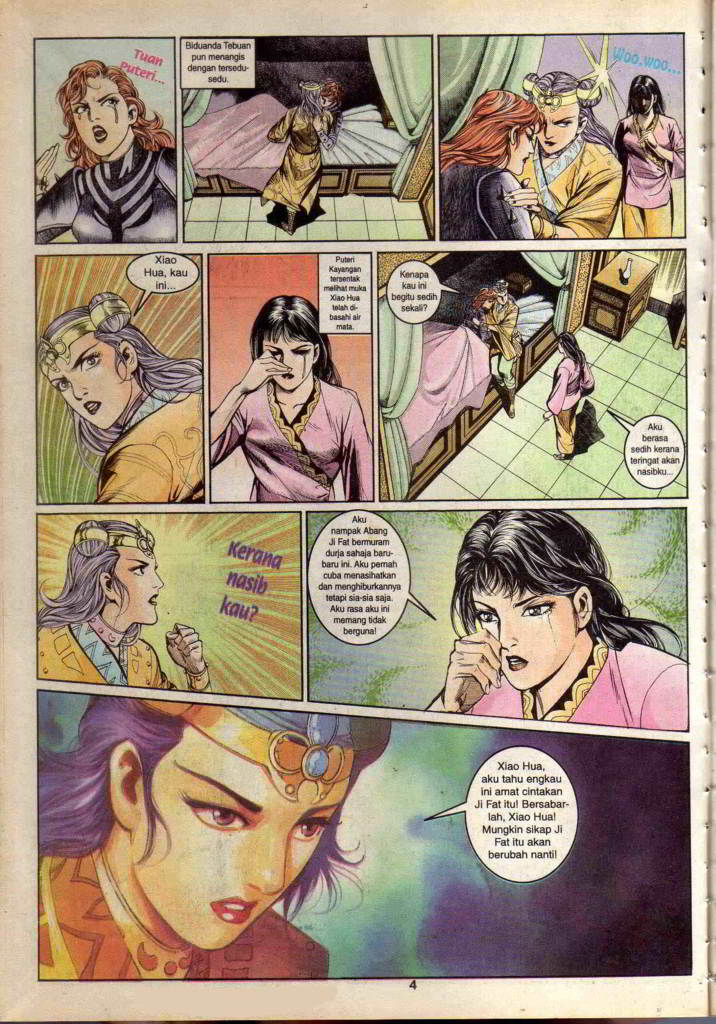 Tuan
Puteri...
Biduanda Tebuan
pun menangis
dengan tersedu-
sedu.
Woo.woo...
Xiao
Hua, kau
ini...
Puteri
Kayangan
tersentak
melihat muka
Xiao Hua
telah di-
basahi air
mata.
Kenapa
kau ini
begitu sedih
sekali?
Aku
berasa
sedih kerana
teringat akan
nasibku...
Kerana
nasib
kau?
Aku
nampak Abang
Ji Fat bermuram
durja sahaja baru-
baru ini. Aku pernah
cuba menasihatkan
dan menghiburkannya
tetapi sia-sia saja.
Aku rasa aku ini
memang tidak
berguna!
Xiao Hua,
aku tahu engkau
ini amat cintakan
Ji Fat itu! Bersabar-
lah, Xiao Hua!
Mungkin sikap Ji
Fat itu akan
berubah nanti!
4